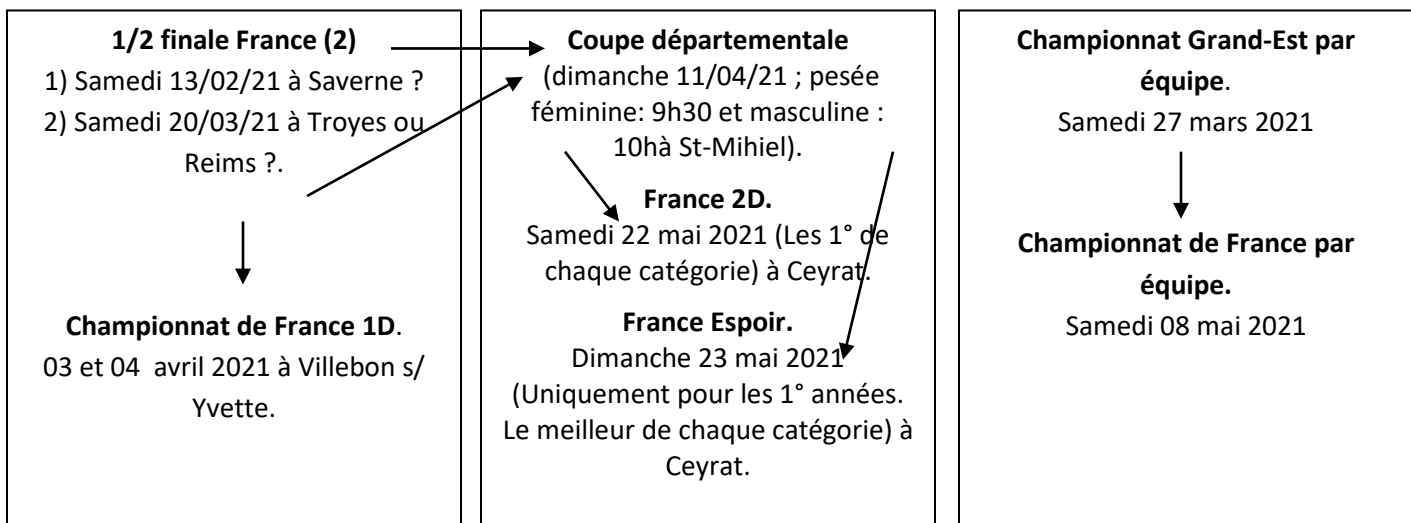 1/2 finale France (2)
1) Samedi 13/02/21 à Saverne ?
2) Samedi 20/03/21 à Troyes ou
Reims ?.
Championnat de France 1D.
03 et 04 avril 2021 à Villebon s/
Yvette.
Coupe départementale
(dimanche 11/04/21 ; pesée
féminine: 9h30 et masculine :
10hà St-Mihiel).
France 2D.
Samedi 22 mai 2021 (Les 1° de
chaque catégorie) à Ceyrat.
France Espoir.
Dimanche 23 mai 2021
(Uniquement pour les 1° années.
Le meilleur de chaque catégorie) à
Ceyrat.
Championnat Grand-Est par
équipe.
Samedi 27 mars 2021
Championnat de France par
équipe.
Samedi 08 mai 2021